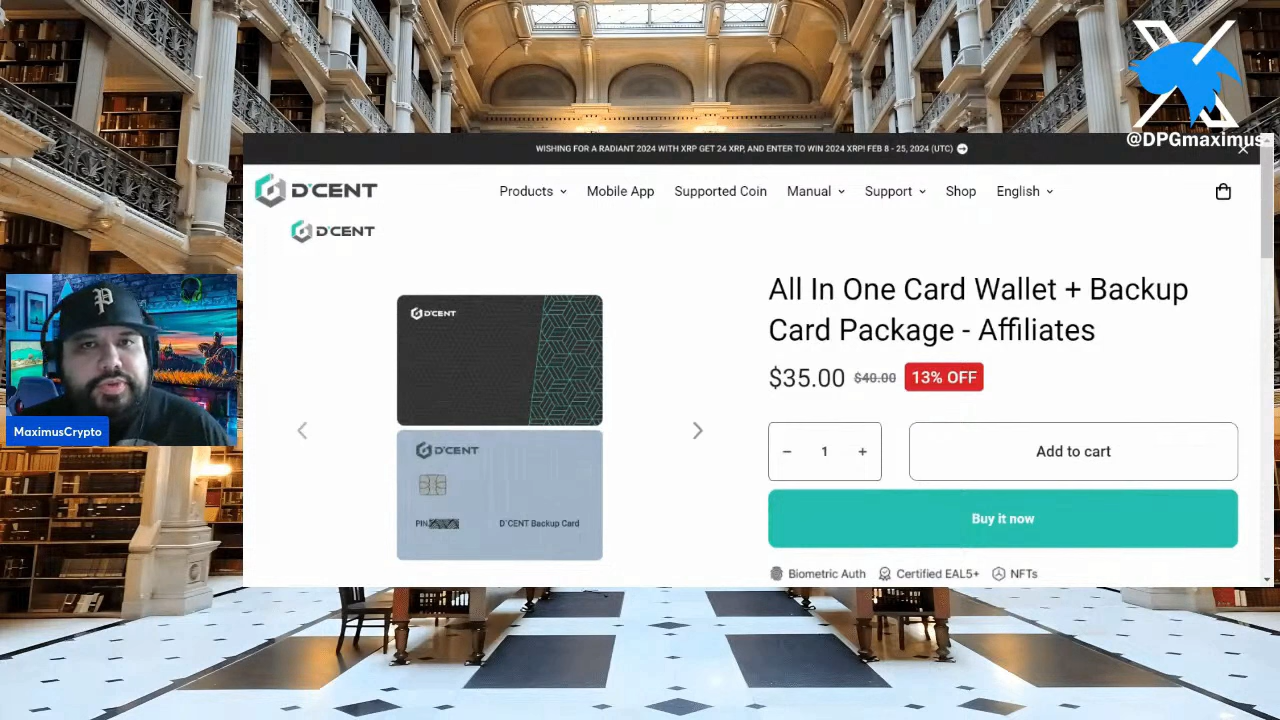 @DPGmaximus
WISHING FOR A RADIANT 2024 WITH XRP GET 24 XRP, AND ENTER TO WIN 2024 XRP! FEB 8 - 25, 2024 (UTC)
D'CENT
Products
Mobile App
Supported Coin
Manual
Support
Shop
English
D'CENT
All In One Card Wallet + Backup
Card Package - Affiliates
$35.00 $40.00 13% OFF
D'CENT
D'CENT
PIN.
D'CENT Backup Card
− 1 +
Add to cart
Buy it now
Biometric Auth
Certified EAL5+
NFTs
P
MaximusCrypto